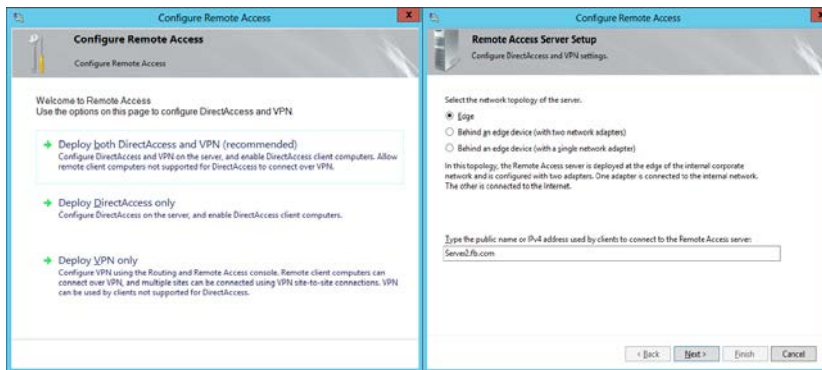 Configure Remote Access
Configure Remote Access
Configure Remote Access
Welcome to Remote Access
Use the options on this page to configure DirectAccess and VPN.
Deploy both DirectAccess and VPN (recommended)
Configure DirectAccess and VPN on the server, and enable DirectAccess client computers. Allow
remote client computers not supported for DirectAccess to connect over VPN.
Deploy DirectAccess only
Configure DirectAccess on the server, and enable DirectAccess client computers.
Deploy VPN only
Configure VPN using the Routing and Remote Access console. Remote client computers can
connect over VPN, and multiple sites can be connected using VPN site-to-site connections. VPN
can be used by clients not supported for DirectAccess.
Configure Remote Access
Remote Access Server Setup
Configure DirectAccess and VPN settings.
Select the network topology of the server.
Edge
Behind an edge device (with two network adapters)
Behind an edge device (with a single network adapter)
In this topology, the Remote Access server is deployed at the edge of the internal corporate
network and is configured with two adapters. One adapter is connected to the internal network.
The other is connected to the Internet.
Type the public name or IPv4 address used by clients to connect to the Remote Access server:
Server2.fb.com
< Back Next > Finish Cancel